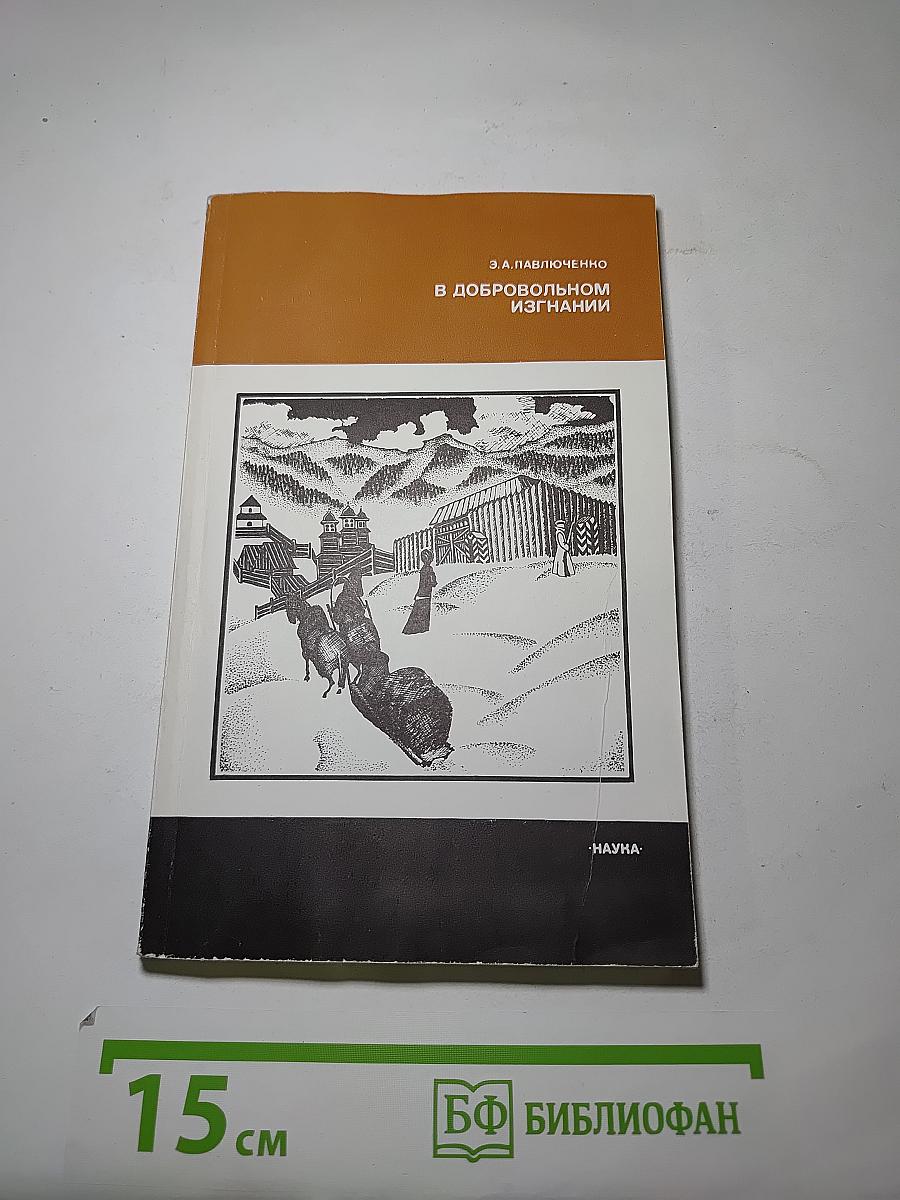 Э.А.ПАВЛЮЧЕНКО
В ДОБРОВОЛЬНОМ
ИЗГНАНИИ
·НАУКА·
15 см
БФ БИБЛИОФАН